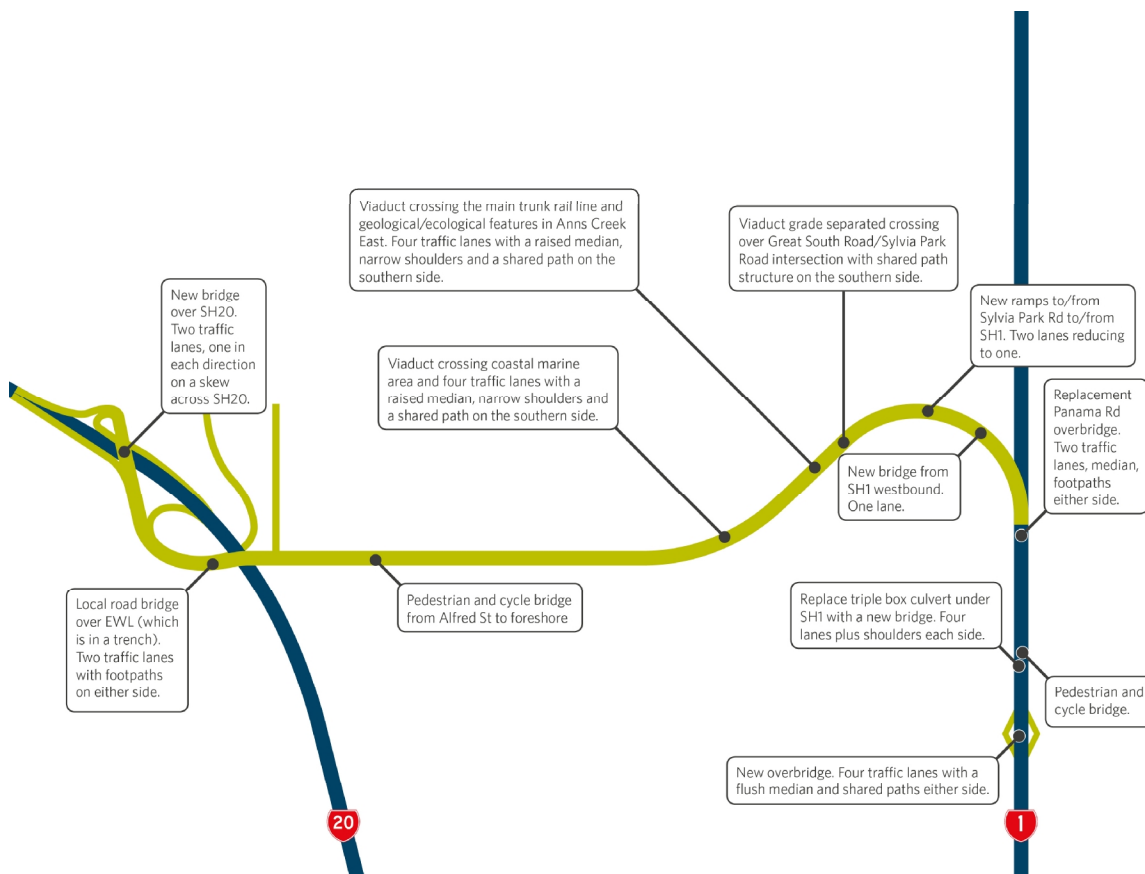 Viaduct crossing the main trunk rail line and
geological/ecological features in Anns Creek
East. Four traffic lanes with a raised median,
narrow shoulders and a shared path on the
southern side.
Viaduct grade separated crossing
over Great South Road/Sylvia Park
Road intersection with shared path
structure on the southern side.
New bridge
over SH20.
Two traffic
lanes, one in
each direction
on a skew
across SH20.
New ramps to/from
Sylvia Park Rd to/from
SH1. Two lanes reducing
to one.
Viaduct crossing coastal marine
area and four traffic lanes with a
raised median, narrow shoulders and
a shared path on the southern side.
Replacement
Panama Rd
overbridge.
Two traffic
lanes, median,
footpaths
either side.
New bridge from
SH1 westbound.
One lane.
Local road bridge
over EWL (which
is in a trench).
Two traffic lanes
with footpaths
on either side.
Pedestrian and cycle bridge
from Alfred St to foreshore
Replace triple box culvert under
SH1 with a new bridge. Four
lanes plus shoulders each side.
Pedestrian and
cycle bridge.
New overbridge. Four traffic lanes with a
flush median and shared paths either side.
20
1